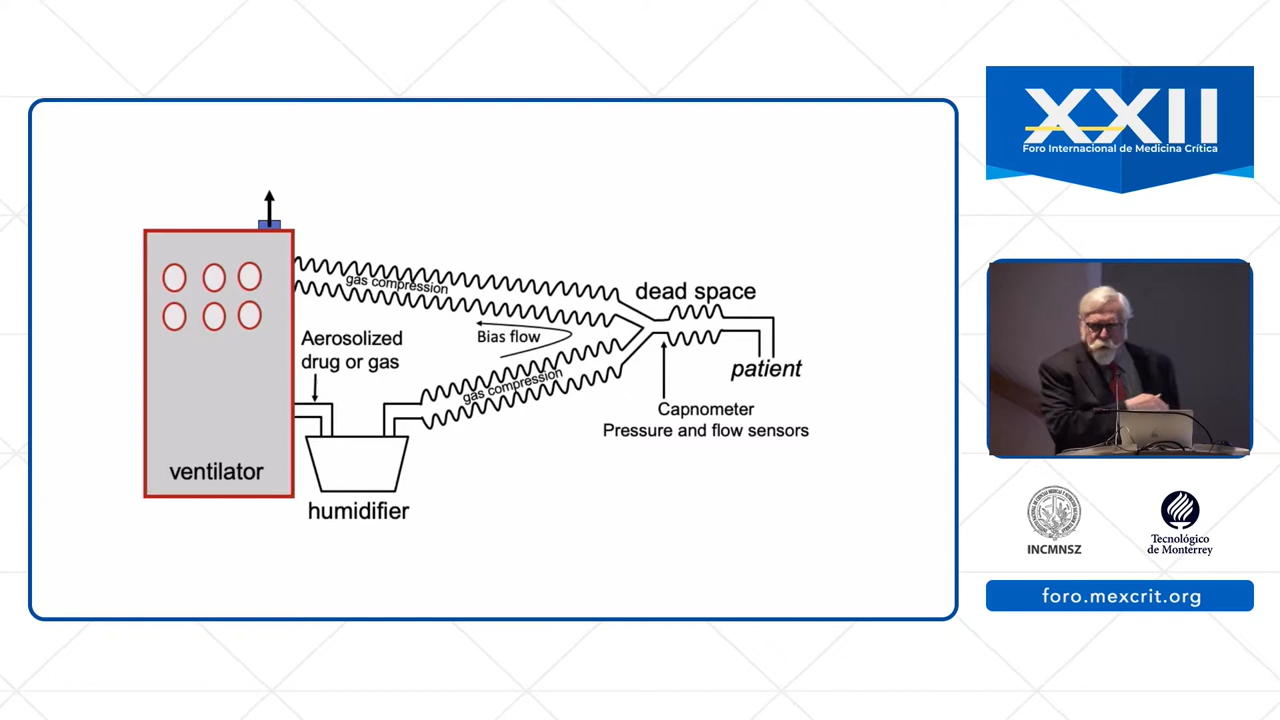 XXII
Foro Internacional de Medicina Crítica
gas compression
dead space
Aerosolized
drug or gas
Bias flow
gas compression
patient
Capnometer
Pressure and flow sensors
ventilator
humidifier
INCMNSZ
Tecnológico
de Monterrey
foro.mexcrit.org